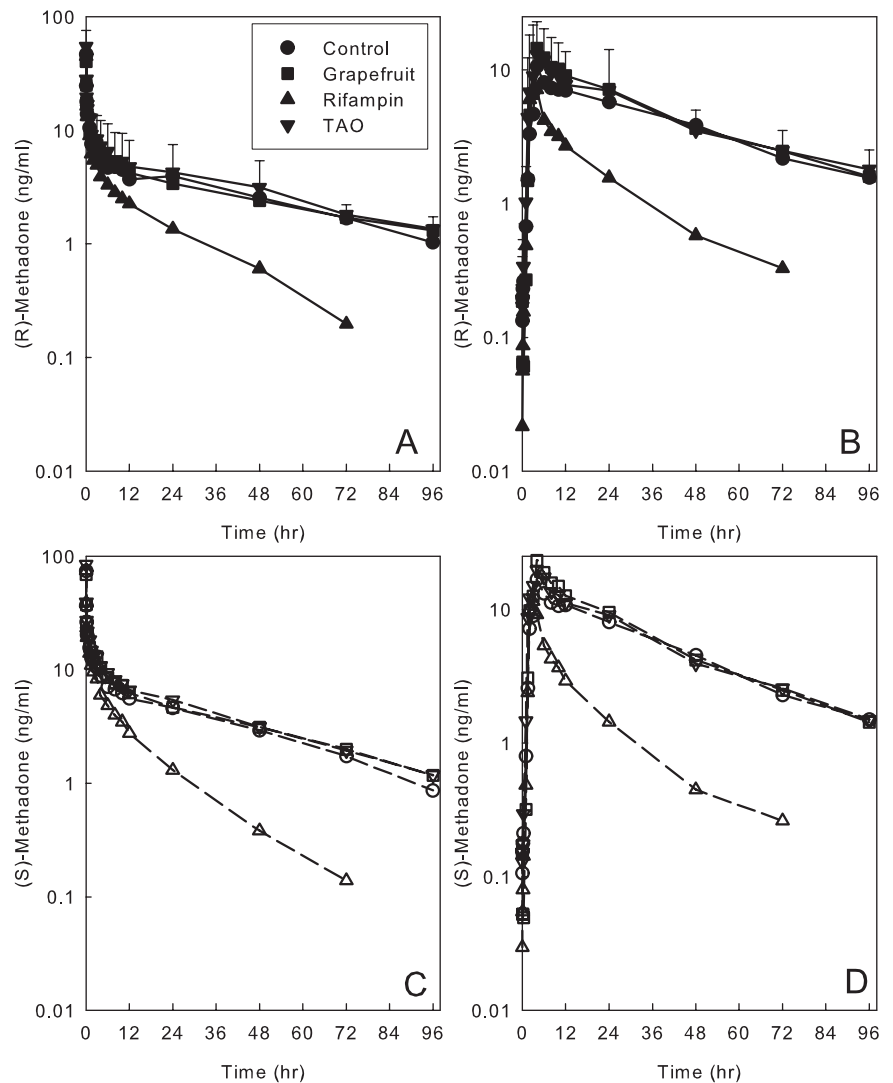 100
10
1
0.1
0.01
(R)-Methadone (ng/ml)
Control
Grapefruit
Rifampin
TAO
A
0 12 24 36 48 60 72 84 96
Time (hr)
10
1
0.1
0.01
(R)-Methadone (ng/ml)
B
0 12 24 36 48 60 72 84 96
Time (hr)
100
10
1
0.1
0.01
(S)-Methadone (ng/ml)
C
0 12 24 36 48 60 72 84 96
Time (hr)
10
1
0.1
0.01
(S)-Methadone (ng/ml)
D
0 12 24 36 48 60 72 84 96
Time (hr)